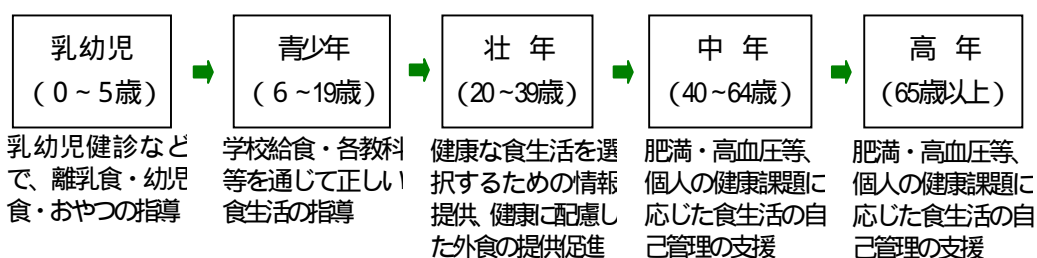 乳幼児
（０～５歳）
乳幼児健診など
で、離乳食・幼児
食・おやつの指導
青少年
（６～19歳）
学校給食・各教科
等を通じて正しい
食生活の指導
壮 年
（20～39歳）
健康な食生活を選
択するための情報
提供、健康に配慮し
た外食の提供促進
中 年
（40～64歳）
肥満・高血圧等、
個人の健康課題に
応じた食生活の自
己管理の支援
高 年
（65歳以上）
肥満・高血圧等、
個人の健康課題に
応じた食生活の自
己管理の支援